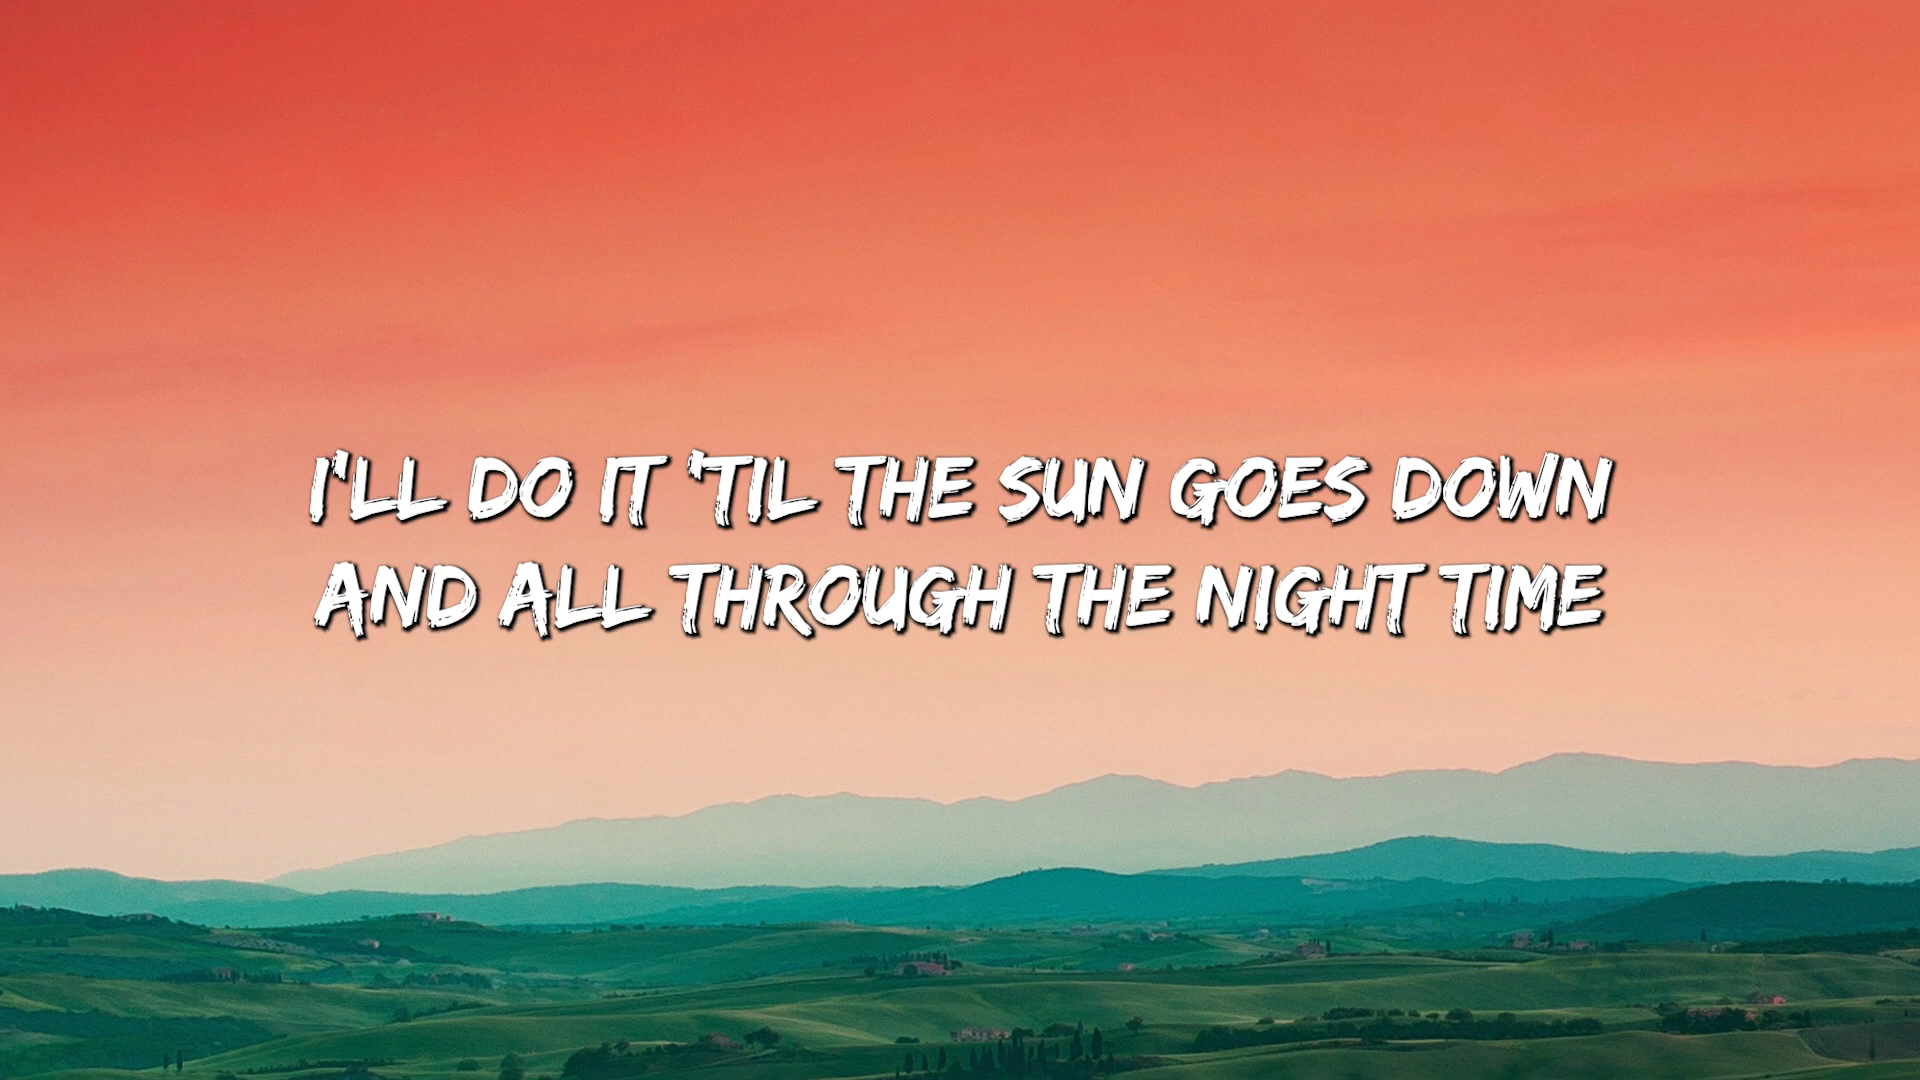 I'LL DO IT 'TIL THE SUN GOES DOWN
AND ALL THROUGH THE NIGHT TIME